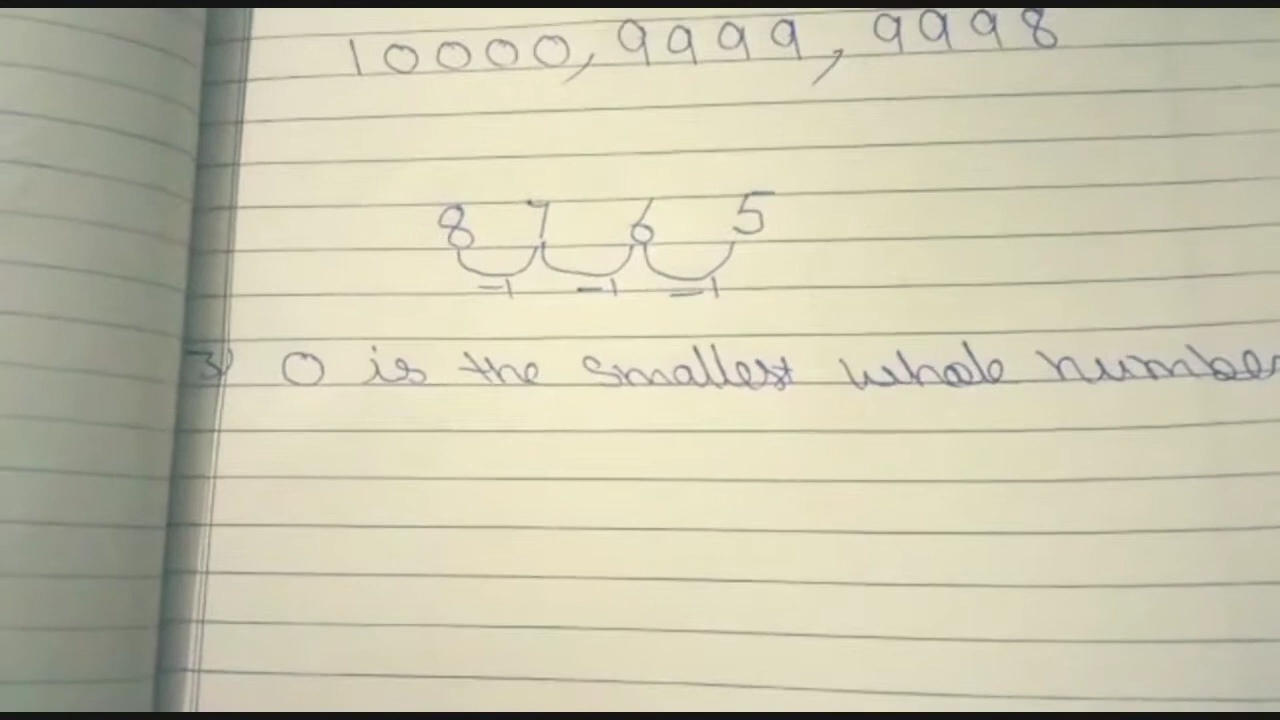 10000, 9999, 9998
8 7 6 5
-1 -1 -1
3) 0 is the smallest whole number